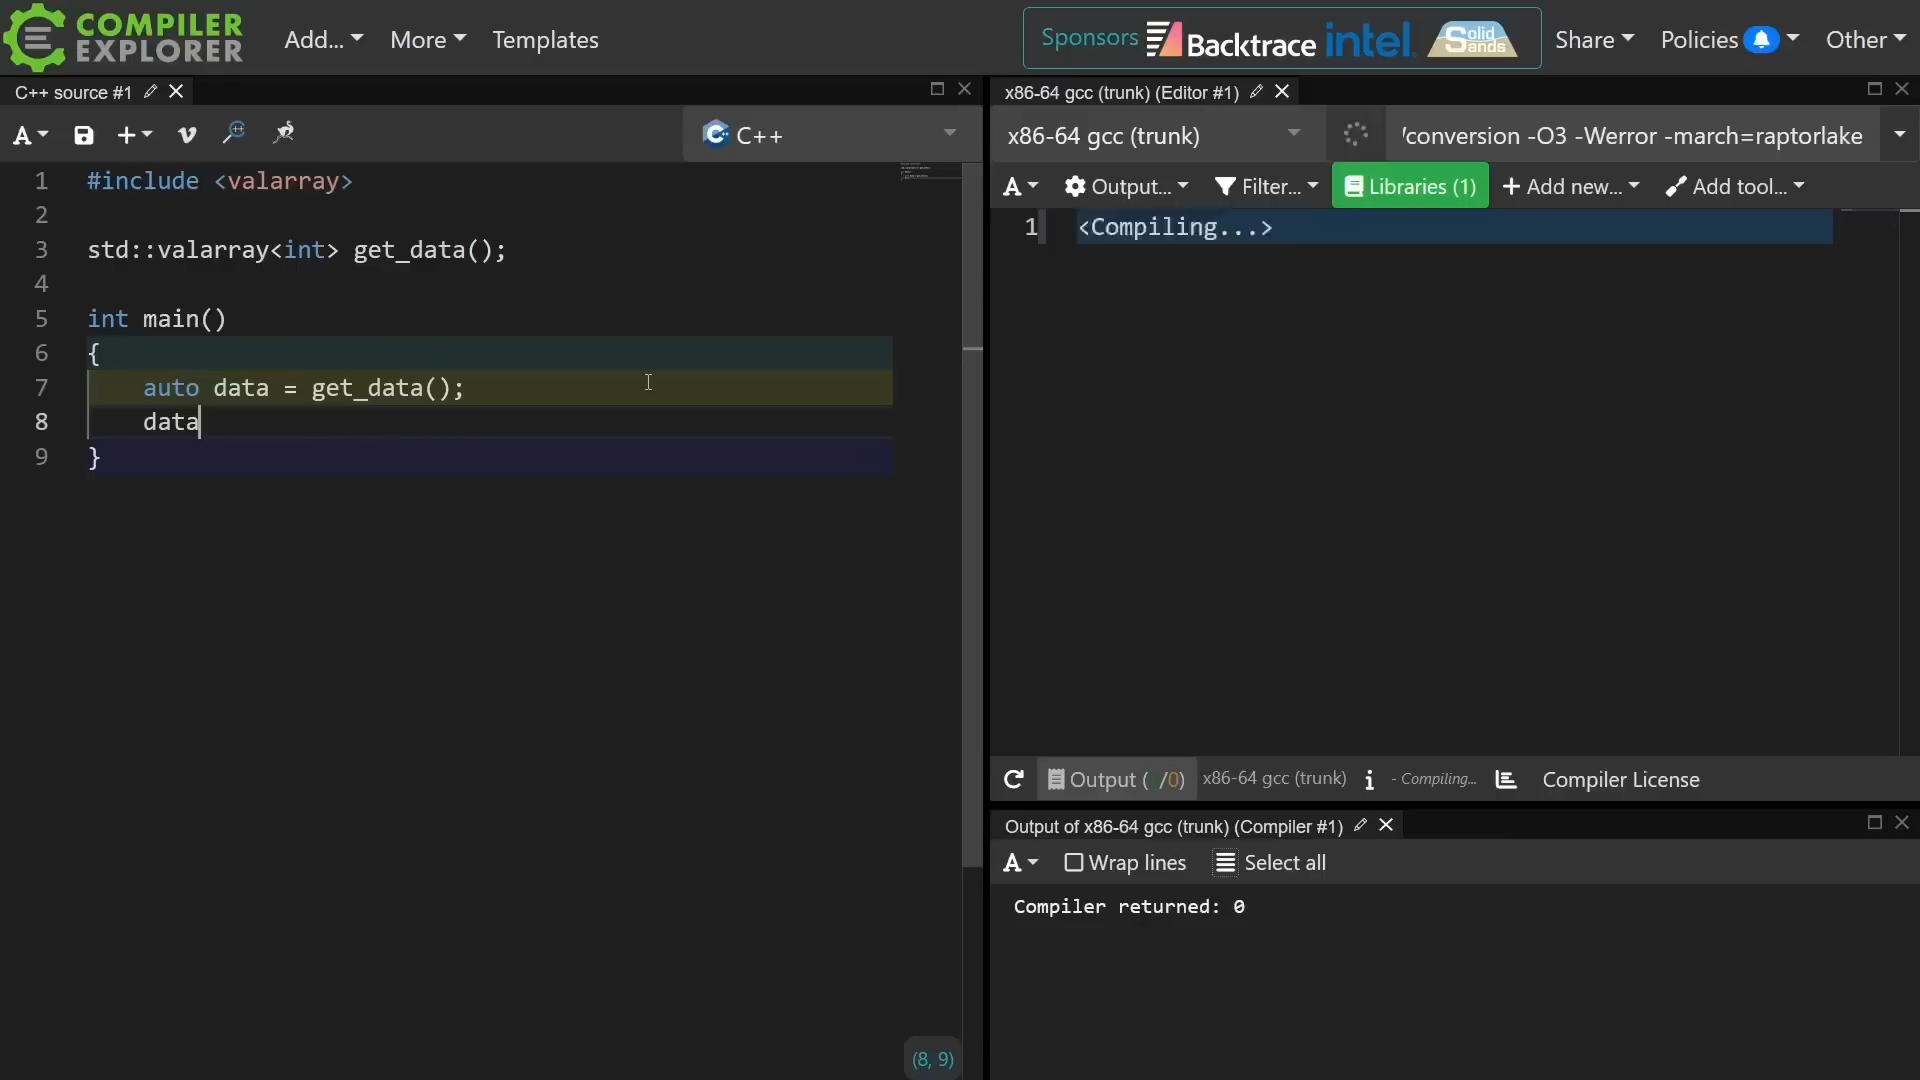 COMPILER
EXPLORER
Add...
More
Templates
Sponsors
Backtrace
intel
Solid
Sands
Share
Policies
Other
C++ source #1
A
C++
1 #include <valarray>
2
3 std::valarray<int> get_data();
4
5 int main()
6 {
7 auto data = get_data();
8 data
9 }
(8, 9)
x86-64 gcc (trunk) (Editor #1)
x86-64 gcc (trunk)
conversion -O3 -Werror -march=raptorlake
A
Output...
Filter...
Libraries (1)
Add new...
Add tool...
1 <Compiling...>
Output ( /0)
x86-64 gcc (trunk)
- Compiling...
Compiler License
Output of x86-64 gcc (trunk) (Compiler #1)
A
Wrap lines
Select all
Compiler returned: 0